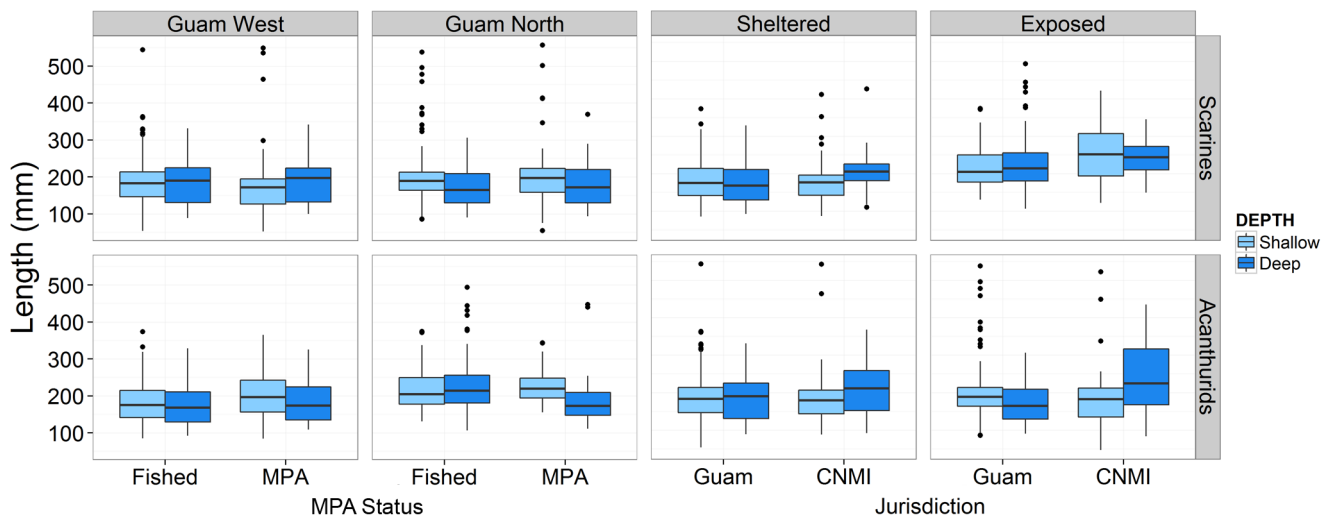 Guam West
Guam North
Sheltered
Exposed
Length (mm)
500
400
300
200
100
Scarines
500
400
300
200
100
Acanthurids
DEPTH
Shallow
Deep
Fished
MPA
Fished
MPA
Guam
CNMI
Guam
CNMI
MPA Status
Jurisdiction